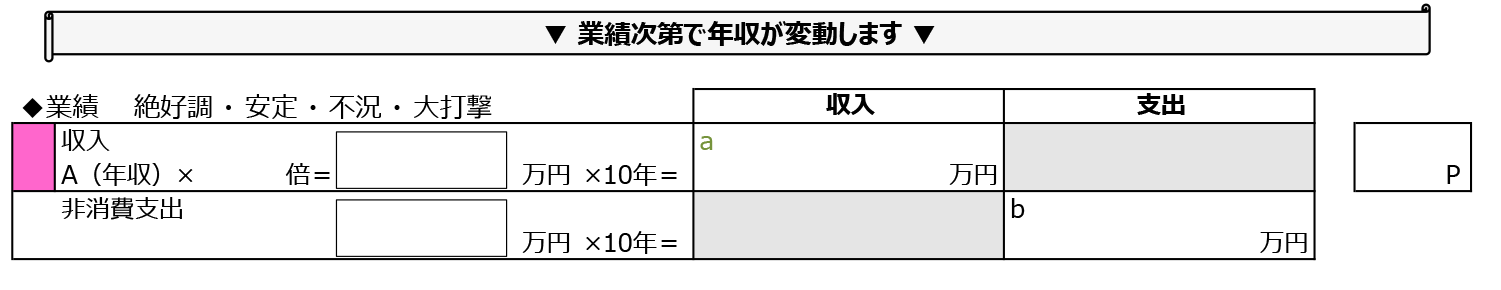 ▼ 業績次第で年収が変動します ▼
◆業績　絶好調・安定・不況・大打撃
収入
支出
収入
a
A（年収）×　　　倍＝　　　万円 ×10年＝
万円
P
非消費支出
b
万円 ×10年＝
万円